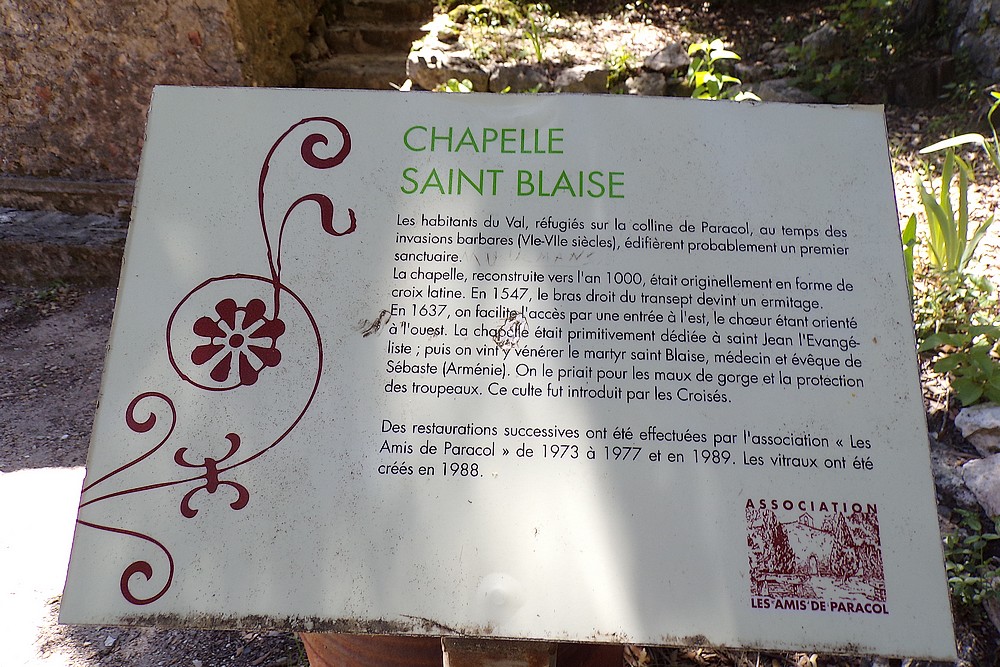 CHAPELLE
SAINT BLAISE
Les habitants du Val, réfugiés sur la colline de Paracol, au temps des
invasions barbares (VIe-VIIe siècles), édifièrent probablement un premier
sanctuaire.
La chapelle, reconstruite vers l'an 1000, était originellement en forme de
croix latine. En 1547, le bras droit du transept devint un ermitage.
En 1637, on facilite l'accès par une entrée à l'est, le chœur étant orienté
à l'ouest. La chapelle était primitivement dédiée à saint Jean l'Evangé-
liste ; puis on vint y vénérer le martyr saint Blaise, médecin et évêque de
Sébaste (Arménie). On le priait pour les maux de gorge et la protection
des troupeaux. Ce culte fut introduit par les Croisés.
Des restaurations successives ont été effectuées par l'association « Les
Amis de Paracol » de 1973 à 1977 et en 1989. Les vitraux ont été
créés en 1988.
ASSOCIATION
LES AMIS DE PARACOL